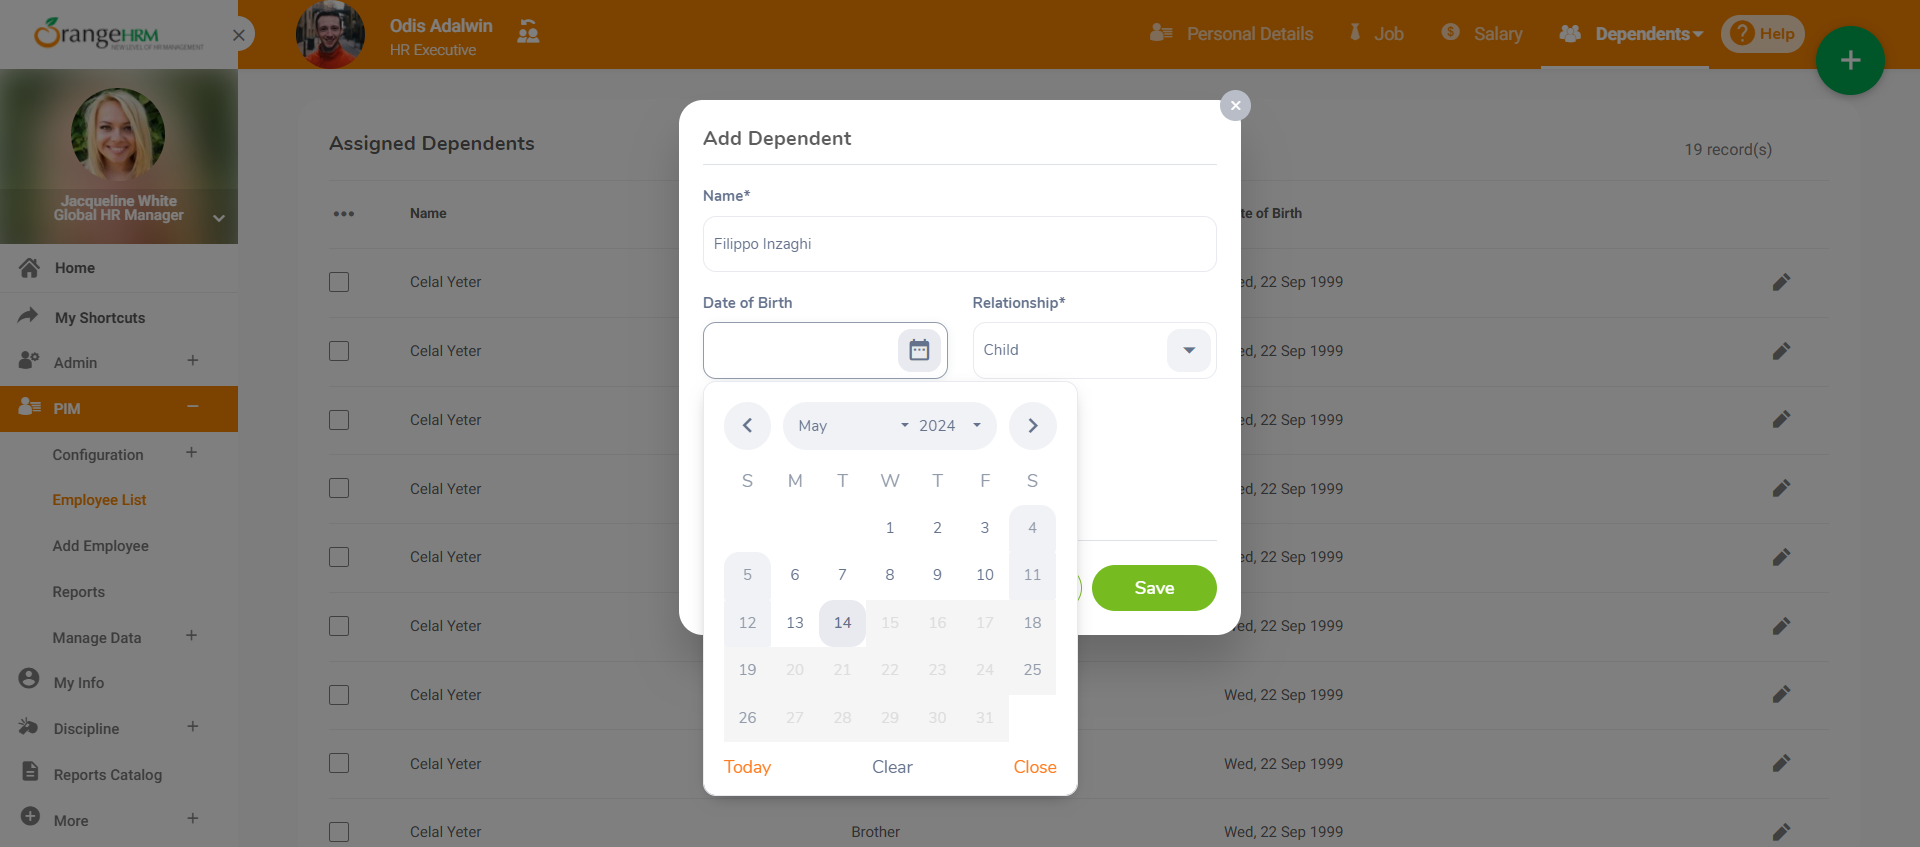 OrangeHRM
NEW LEVEL OF HR MANAGEMENT
Odis Adalwin
HR Executive
Personal Details
Job
Salary
Dependents
Help
Jacqueline White
Global HR Manager
Home
My Shortcuts
Admin
PIM
Configuration
Employee List
Add Employee
Reports
Manage Data
My Info
Discipline
Reports Catalog
More
Assigned Dependents
19 record(s)
Name
te of Birth
Celal Yeter
ed, 22 Sep 1999
Celal Yeter
ed, 22 Sep 1999
Celal Yeter
ed, 22 Sep 1999
Celal Yeter
ed, 22 Sep 1999
Celal Yeter
ed, 22 Sep 1999
Celal Yeter
ed, 22 Sep 1999
Celal Yeter
Wed, 22 Sep 1999
Celal Yeter
Wed, 22 Sep 1999
Celal Yeter Brother Wed, 22 Sep 1999
Add Dependent
Name*
Filippo Inzaghi
Date of Birth
Relationship*
Child
May 2024
S M T W T F S
1 2 3 4
5 6 7 8 9 10 11
12 13 14 15 16 17 18
19 20 21 22 23 24 25
26 27 28 29 30 31
Today Clear Close
Save